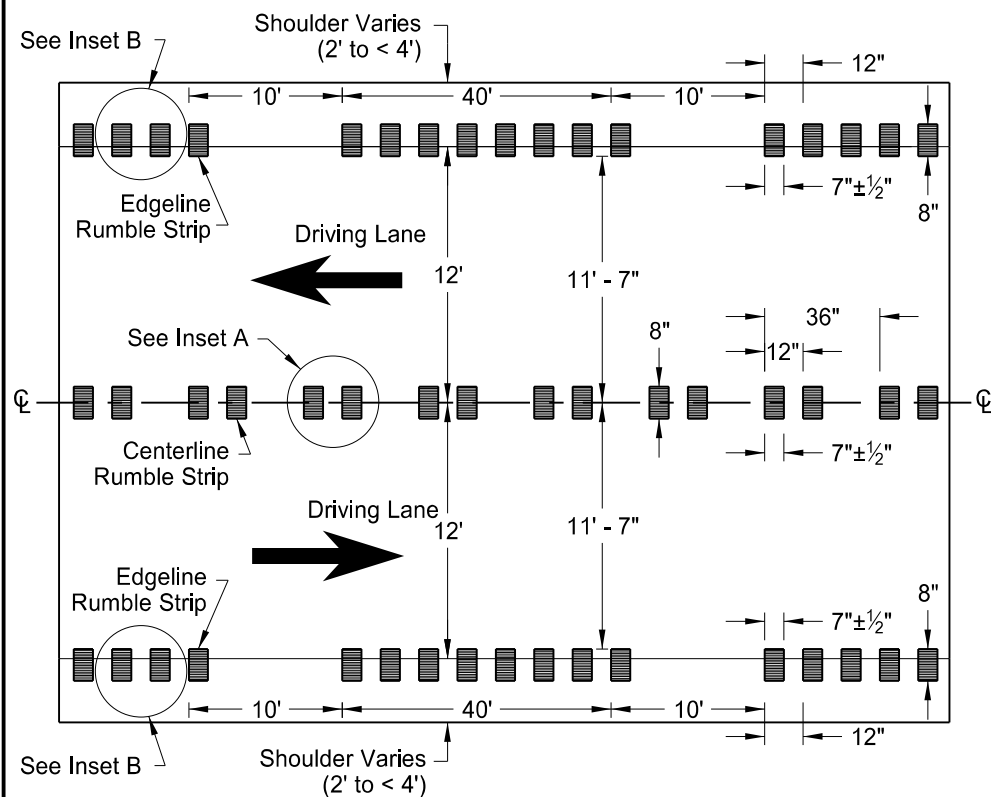 Shoulder Varies
(2' to < 4')
See Inset B
12"
10'
40'
10'
7"±½"
8"
Edgeline
Rumble Strip
Driving Lane
12'
11' - 7"
36"
See Inset A
8"
12"
℄
℄
Centerline
Rumble Strip
7"±½"
Driving Lane
12'
11' - 7"
Edgeline
Rumble Strip
8"
7"±½"
10'
40'
10'
12"
See Inset B
Shoulder Varies
(2' to < 4')